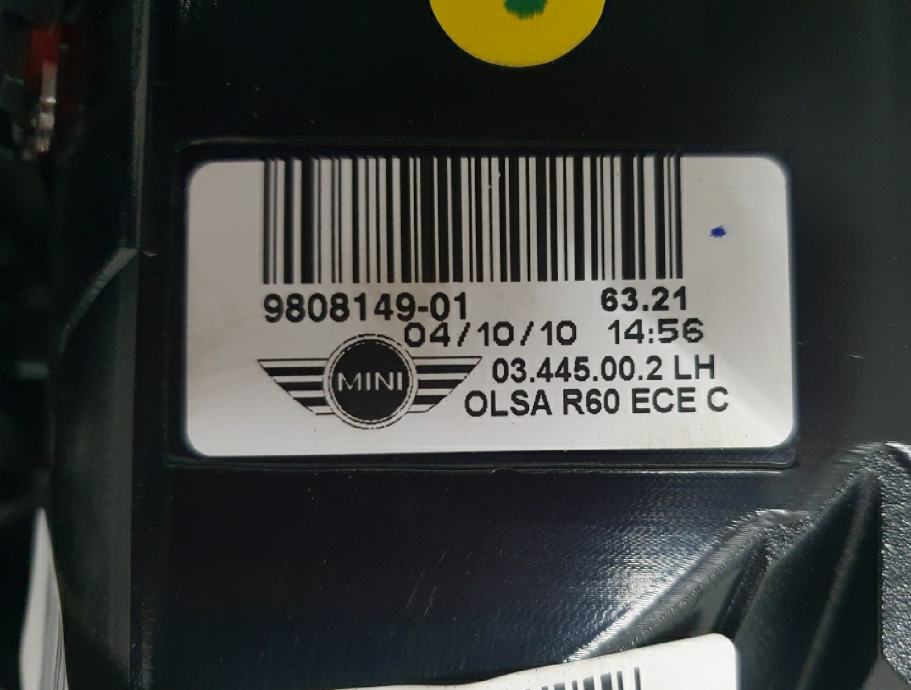 9808149-01 63.21
04/10/10 14:56
MINI 03.445.00.2 LH
OLSA R60 ECE C